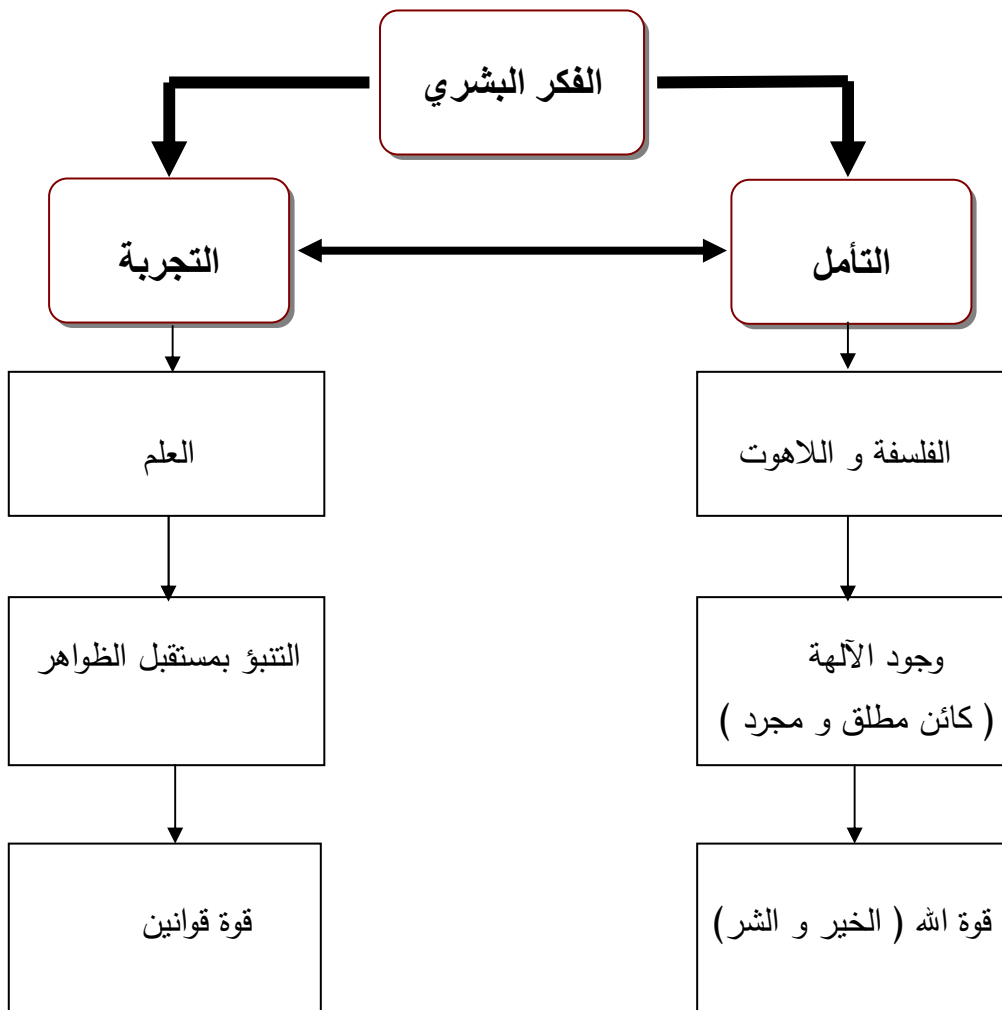 الفكر البشري
التأمل
التجربة
الفلسفة و اللاهوت
العلم
وجود الآلهة
( كائن مطلق و مجرد )
التنبؤ بمستقبل الظواهر
قوة الله ( الخير و الشر)
قوة قوانين